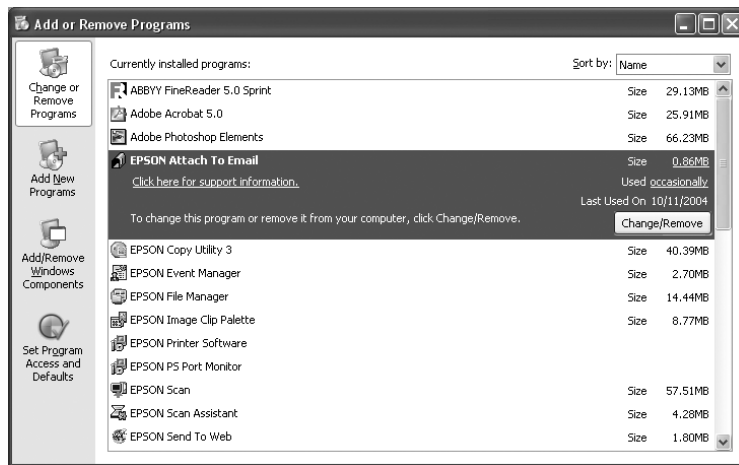 Add or Remove Programs
Change or
Remove
Programs
Add New
Programs
Add/Remove
Windows
Components
Set Program
Access and
Defaults
Currently installed programs:
Sort by: Name
ABBYY FineReader 5.0 Sprint Size 29.13MB
Adobe Acrobat 5.0 Size 25.91MB
Adobe Photoshop Elements Size 66.23MB
EPSON Attach To Email Size 0.86MB
Click here for support information. Used occasionally
Last Used On 10/11/2004
To change this program or remove it from your computer, click Change/Remove. Change/Remove
EPSON Copy Utility 3 Size 40.39MB
EPSON Event Manager Size 2.70MB
EPSON File Manager Size 14.44MB
EPSON Image Clip Palette Size 8.77MB
EPSON Printer Software
EPSON PS Port Monitor
EPSON Scan Size 57.51MB
EPSON Scan Assistant Size 4.28MB
EPSON Send To Web Size 1.80MB